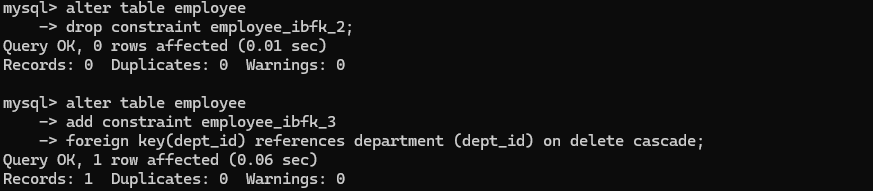 mysql> alter table employee
    -> drop constraint employee_ibfk_2;
Query OK, 0 rows affected (0.01 sec)
Records: 0  Duplicates: 0  Warnings: 0

mysql> alter table employee
    -> add constraint employee_ibfk_3
    -> foreign key(dept_id) references department (dept_id) on delete cascade;
Query OK, 1 row affected (0.06 sec)
Records: 1  Duplicates: 0  Warnings: 0